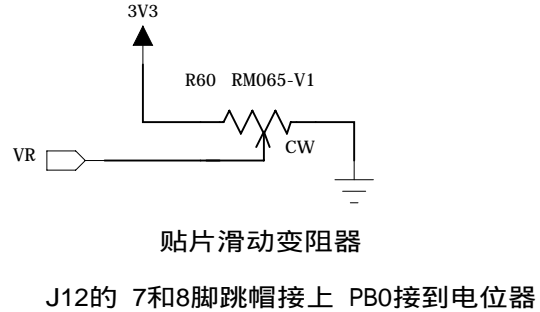 3V3
R60 RM065-V1
VR
CW
贴片滑动变阻器
J12的 7和8脚跳帽接上 PB0接到电位器